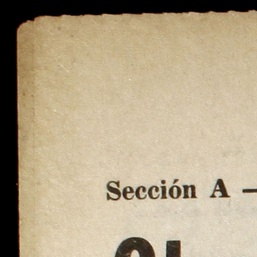 Sección A —